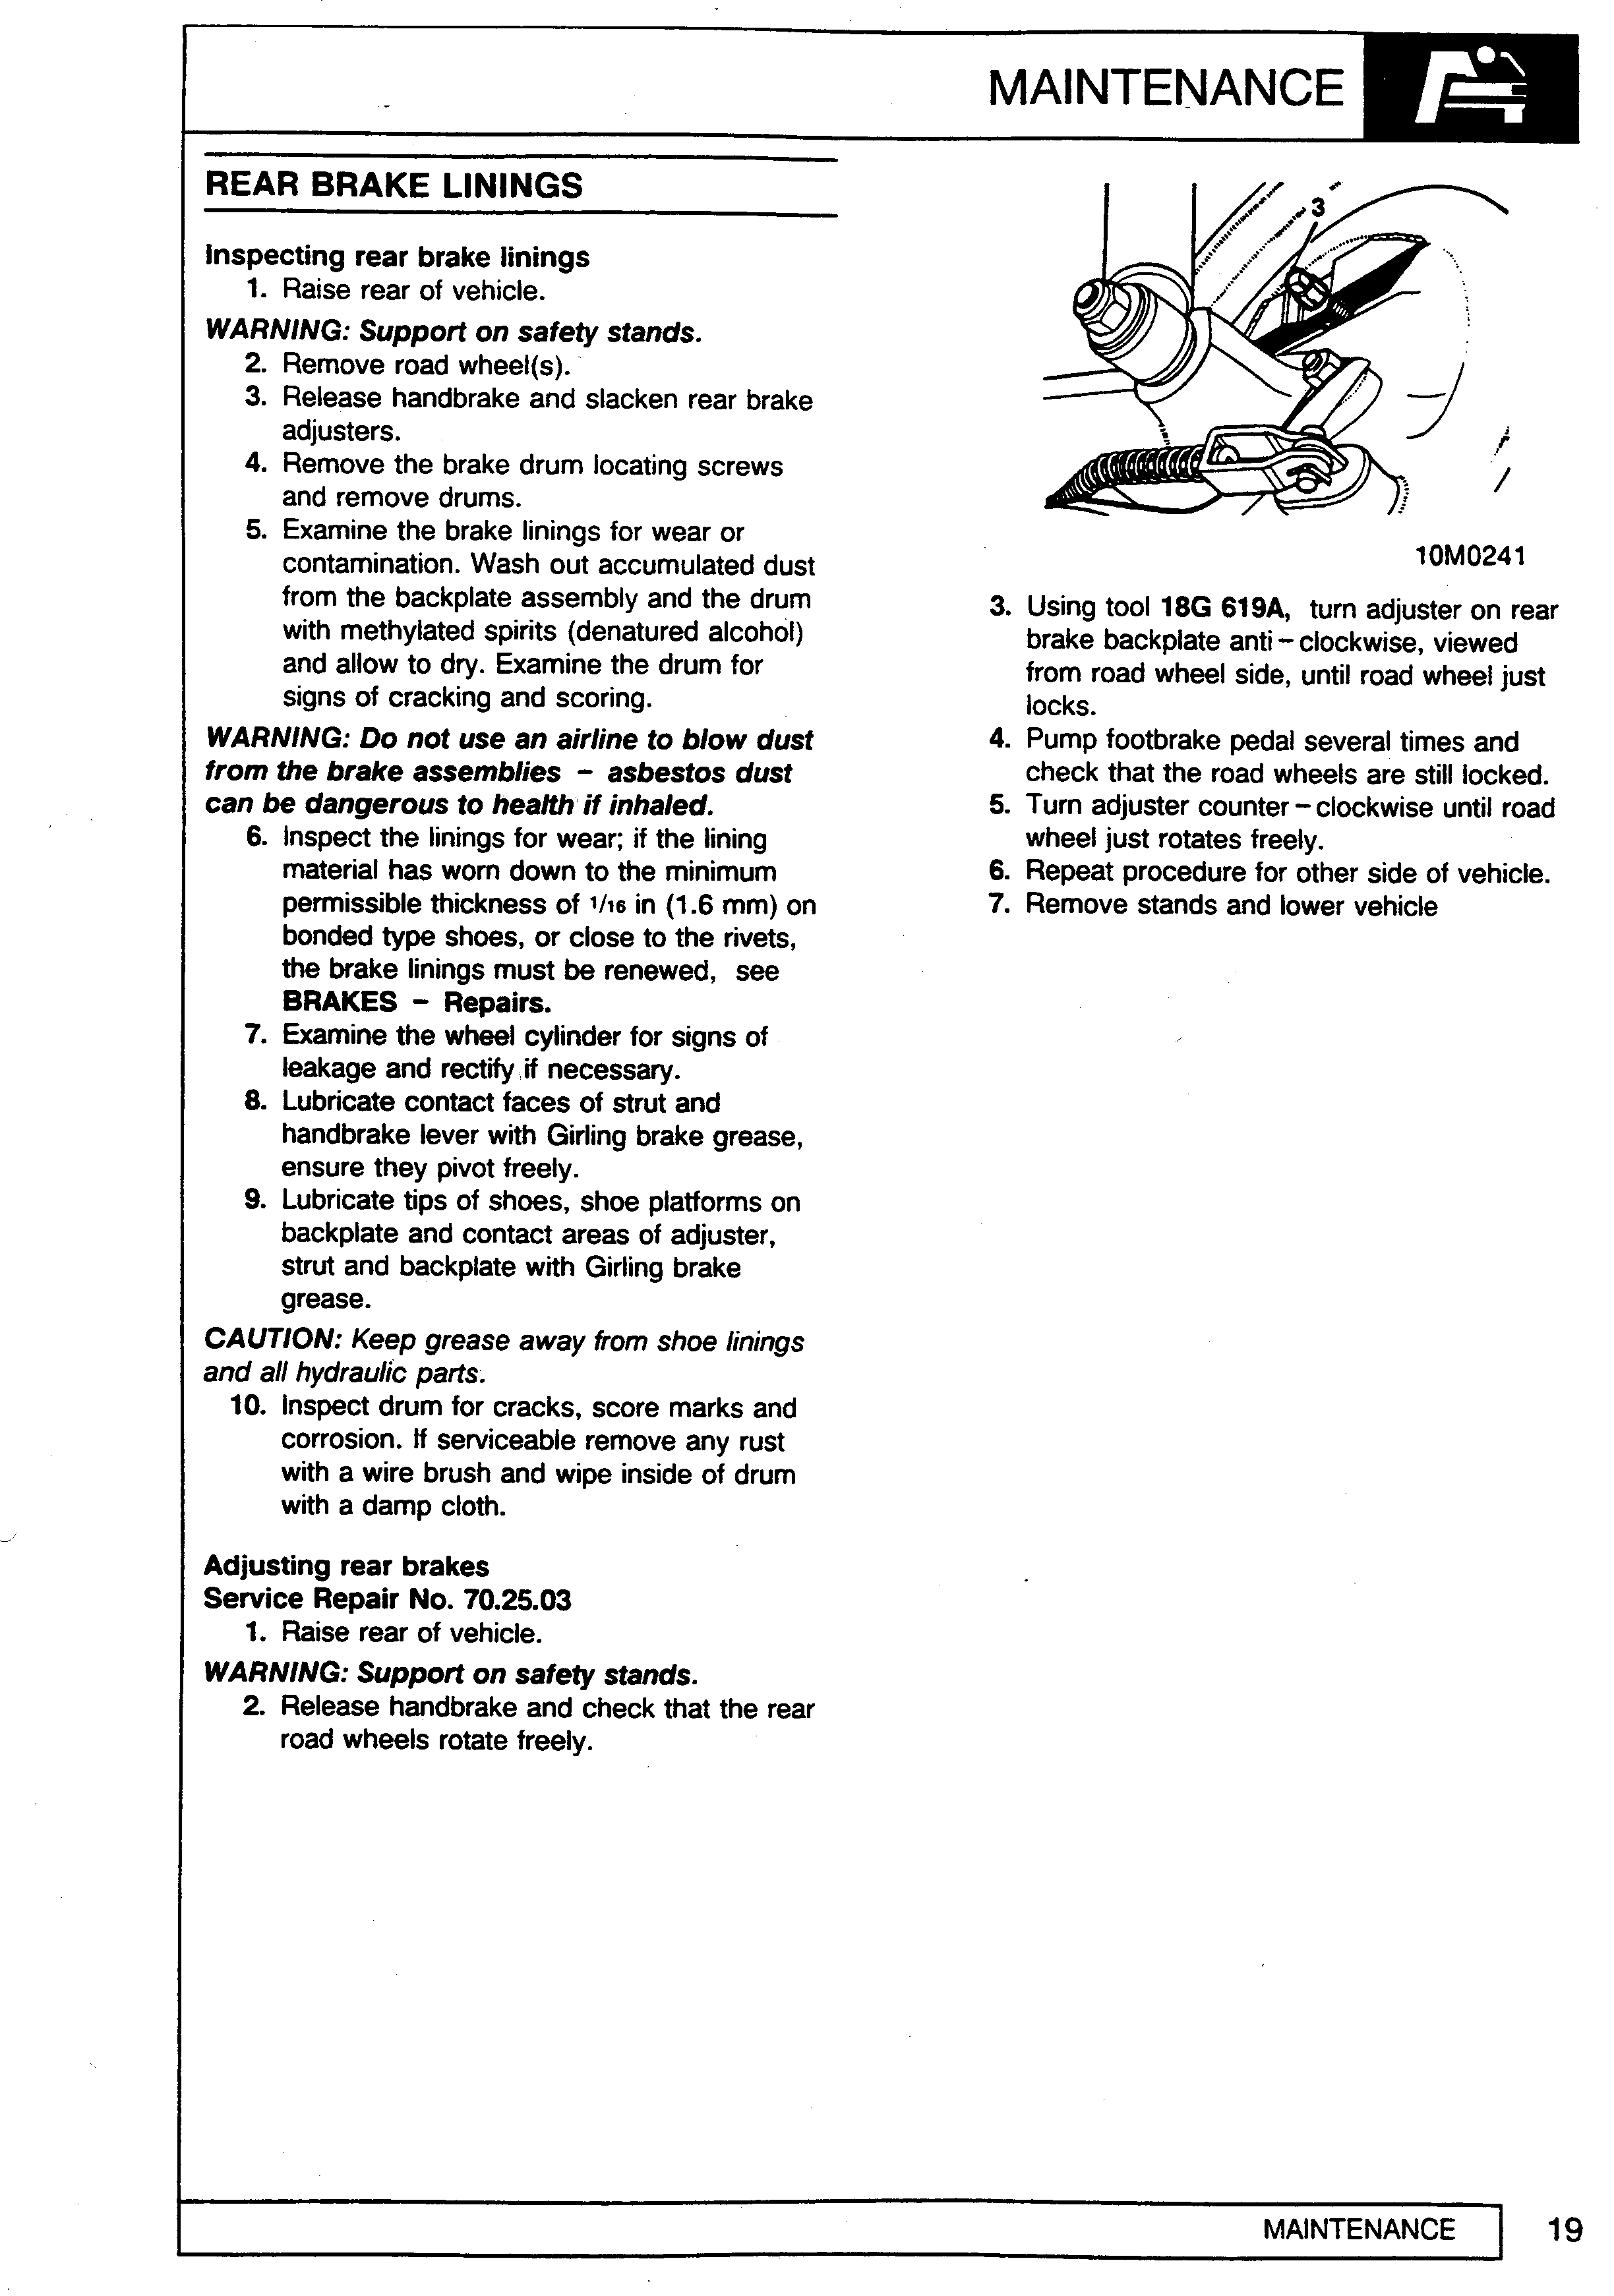 MAINTENANCE
REAR BRAKE LININGS
Inspecting rear brake linings
1. Raise rear of vehicle.
WARNING: Support on safety stands.
2. Remove road wheel(s).
3. Release handbrake and slacken rear brake
adjusters.
4. Remove the brake drum locating screws
and remove drums.
5. Examine the brake linings for wear or
contamination. Wash out accumulated dust
from the backplate assembly and the drum
with methylated spirits (denatured alcohol)
and allow to dry. Examine the drum for
signs of cracking and scoring.
WARNING: Do not use an airline to blow dust
from the brake assemblies - asbestos dust
can be dangerous to health if inhaled.
6. Inspect the linings for wear; if the lining
material has worn down to the minimum
permissible thickness of 1/16 in (1.6 mm) on
bonded type shoes, or close to the rivets,
the brake linings must be renewed, see
BRAKES - Repairs.
7. Examine the wheel cylinder for signs of
leakage and rectify if necessary.
8. Lubricate contact faces of strut and
handbrake lever with Girling brake grease,
ensure they pivot freely.
9. Lubricate tips of shoes, shoe platforms on
backplate and contact areas of adjuster,
strut and backplate with Girling brake
grease.
CAUTION: Keep grease away from shoe linings
and all hydraulic parts.
10. Inspect drum for cracks, score marks and
corrosion. If serviceable remove any rust
with a wire brush and wipe inside of drum
with a damp cloth.
Adjusting rear brakes
Service Repair No. 70.25.03
1. Raise rear of vehicle.
WARNING: Support on safety stands.
2. Release handbrake and check that the rear
road wheels rotate freely.
3
10M0241
3. Using tool 18G 619A, turn adjuster on rear
brake backplate anti-clockwise, viewed
from road wheel side, until road wheel just
locks.
4. Pump footbrake pedal several times and
check that the road wheels are still locked.
5. Turn adjuster counter-clockwise until road
wheel just rotates freely.
6. Repeat procedure for other side of vehicle.
7. Remove stands and lower vehicle
MAINTENANCE
19